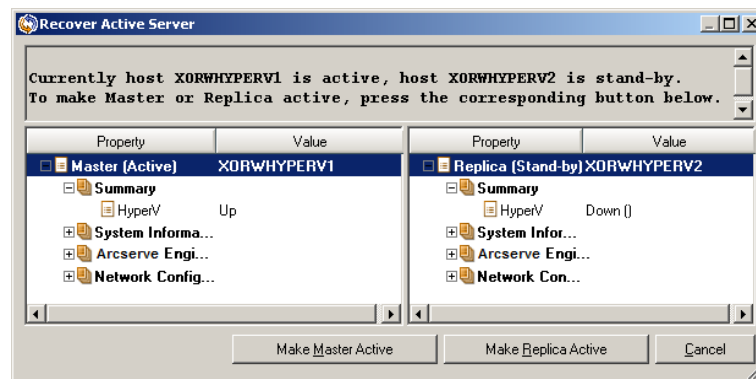 Recover Active Server
Currently host XORWHYPERV1 is active, host XORWHYPERV2 is stand-by.
To make Master or Replica active, press the corresponding button below.
Property Value
Master (Active) XORWHYPERV1
Summary
HyperV Up
System Informa...
Arcserve Engi...
Network Config...
Property Value
Replica (Stand-by) XORWHYPERV2
Summary
HyperV Down ()
System Infor...
Arcserve Engi...
Network Con...
Make Master Active Make Replica Active Cancel